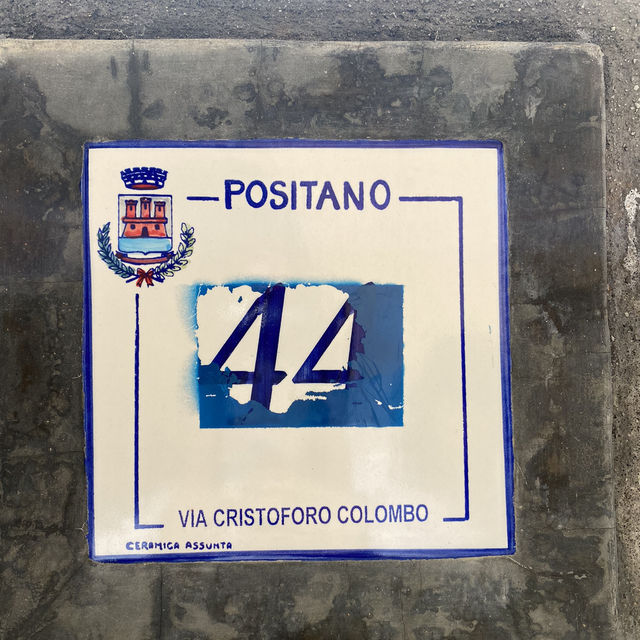 POSITANO
44
VIA CRISTOFORO COLOMBO
CERAMICA ASSUNTA